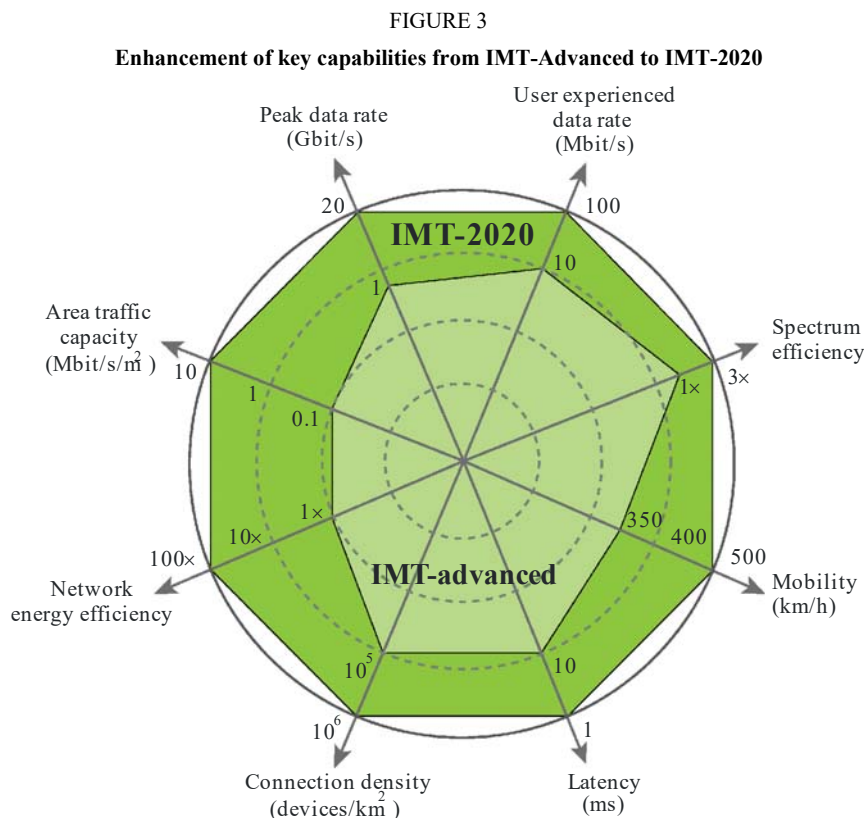 FIGURE 3
Enhancement of key capabilities from IMT-Advanced to IMT-2020
Peak data rate
(Gbit/s)
User experienced
data rate
(Mbit/s)
20
100
IMT-2020
10
1
Area traffic
capacity
(Mbit/s/m²)
Spectrum
efficiency
10
1
0.1
1×
3×
1×
10×
100×
350
400
500
Network
energy efficiency
Mobility
(km/h)
IMT-advanced
10⁵
10
10⁶
1
Connection density
(devices/km²)
Latency
(ms)